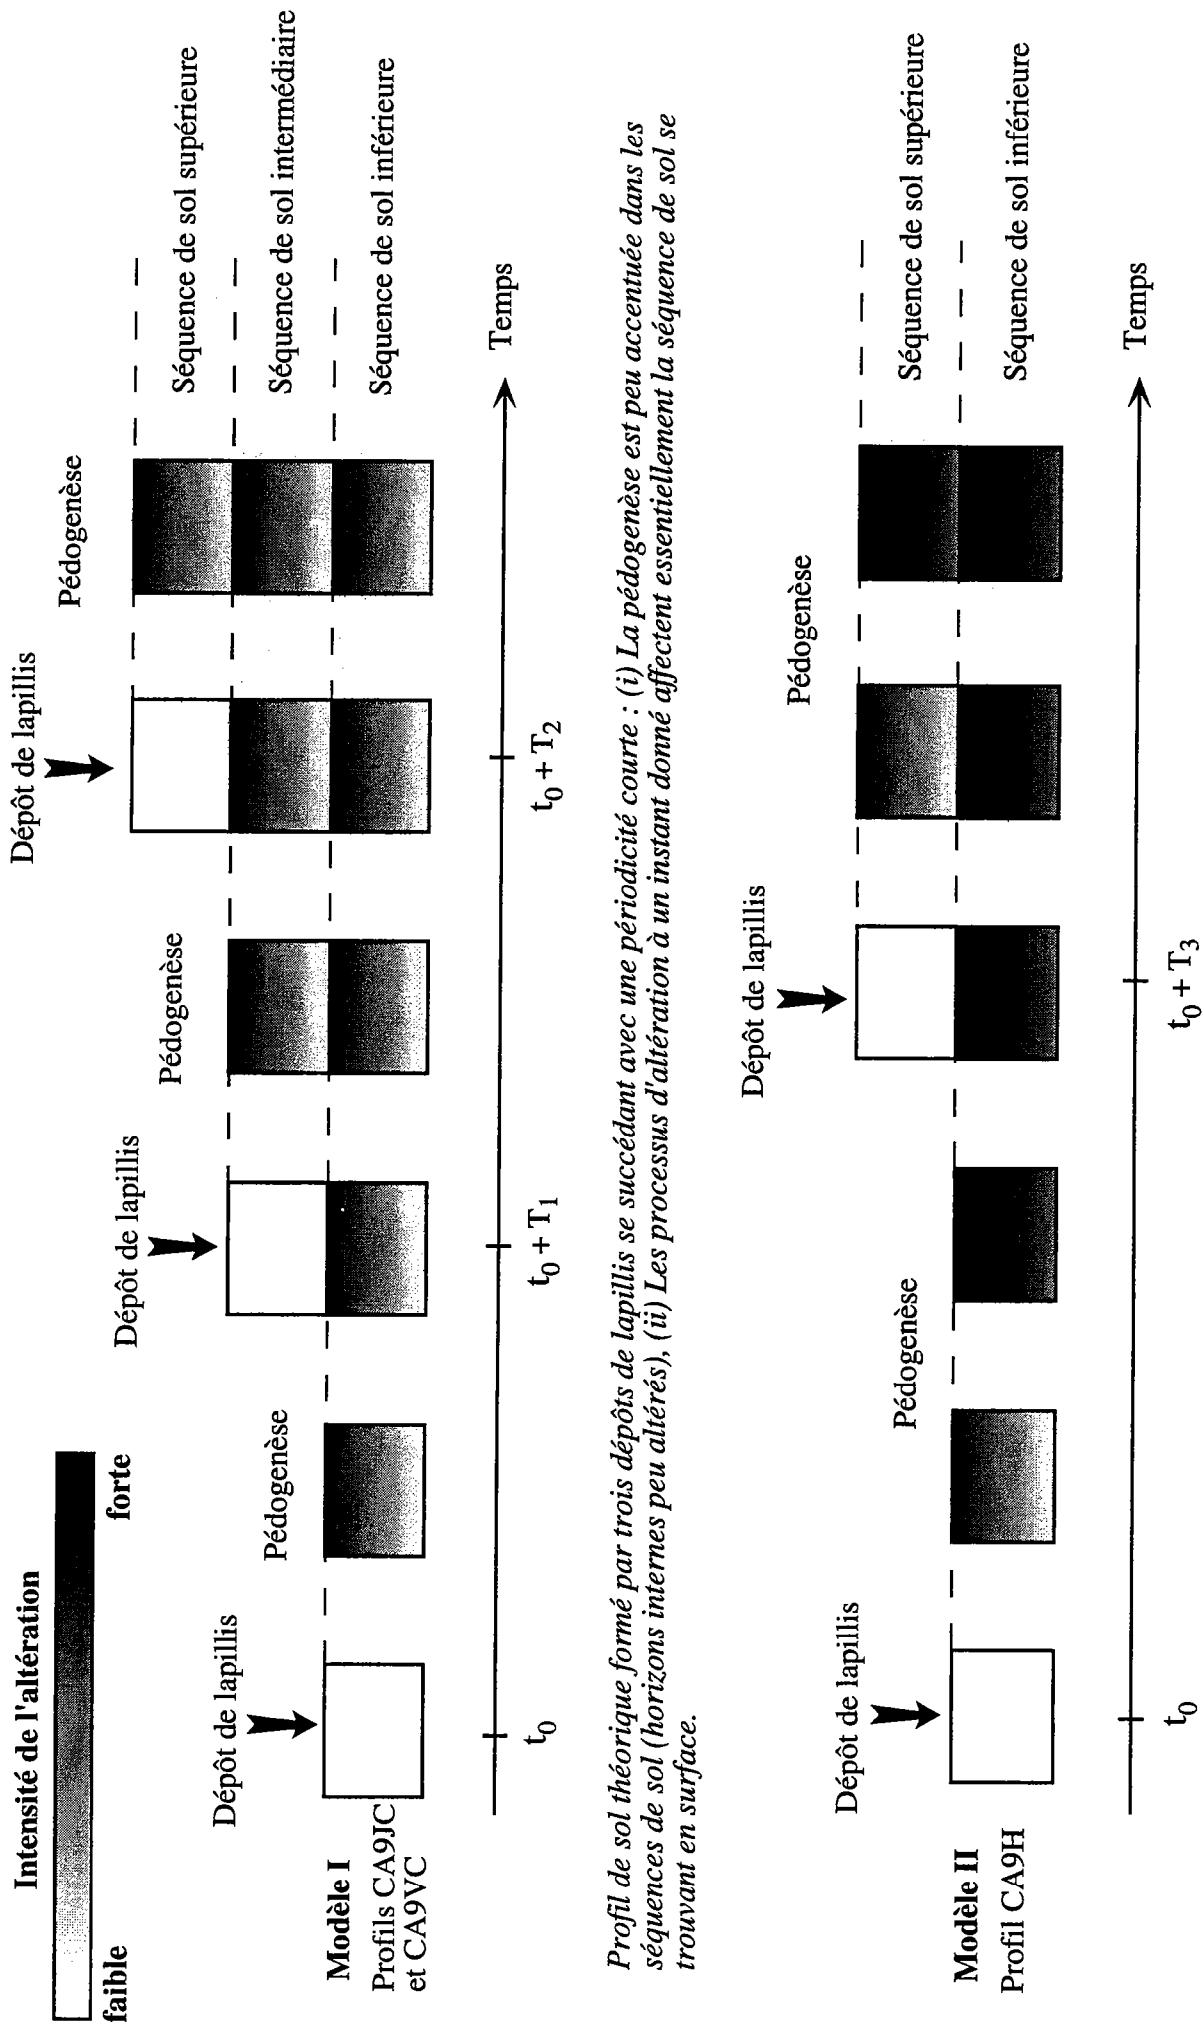 Intensité de l'altération
faible
forte
Modèle I
Profils CA9JC
et CA9VC
Dépôt de lapillis
Pédogenèse
Dépôt de lapillis
Pédogenèse
Dépôt de lapillis
Pédogenèse
Séquence de sol supérieure
Séquence de sol intermédiaire
Séquence de sol inférieure
t0
t0 + T1
t0 + T2
Temps
Profil de sol théorique formé par trois dépôts de lapillis se succédant avec une périodicité courte : (i) La pédogenèse est peu accentuée dans les
séquences de sol (horizons internes peu altérés), (ii) Les processus d'altération à un instant donné affectent essentiellement la séquence de sol se
trouvant en surface.
Modèle II
Profil CA9H
Dépôt de lapillis
Pédogenèse
Dépôt de lapillis
Pédogenèse
Séquence de sol supérieure
Séquence de sol inférieure
t0
t0 + T3
Temps